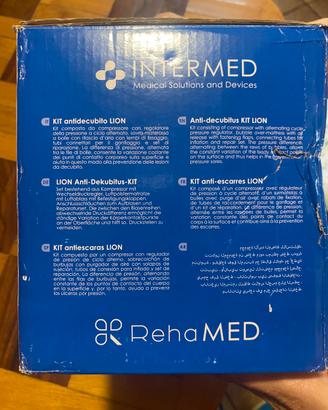 INTERMED
Medical Solutions and Devices
IT
KIT antidecubito LION
Kit composto da compressore con regolatore
della pressione a ciclo alternato, sovra-materasso
a bolle con rilascio d'aria con lembi di fissaggio,
tubi connettori per il gonfiaggio e set di
riparazione. La differenza di pressione, alternata
tra le file di bolle, consente la variazione costante
dei punti di contatto corporeo sulla superficie e
aiuta in questo modo alla prevenzione delle lesioni
da decubito.
EN
Anti-decubitus KIT LION
Kit consisting of compressor with alternating cycle
pressure regulator, bubble over-mattress with air
release with fastening flaps, connecting tubes for
inflation and repair set. The pressure difference,
alternating between the rows of bubbles, allows
the constant variation of the body contact points
on the surface and thus helps in the prevention of
pressure sores.
DE
LION Anti-Dekubitus-KIT
Set bestehend aus Kompressor mit
Wechseldruckregler, Luftpolstermatratze
mit Luftablass mit Befestigungslappen,
Anschlussschläuchen zum Aufblasen und
Reparaturset. Die zwischen den Blasenreihen
abwechselnde Druckdifferenz ermöglicht die
ständige Variation der Körperkontaktpunkte
an der Oberfläche und hilft so, Druckstellen zu
vermeiden.
FR
KIT anti-escarres LION
Kit composé d'un compresseur avec régulateur
de pression à cycle alternatif, d'un surmatelas à
bulles avec purge d'air avec rabats de fixation,
de tubes de raccordement pour le gonflage et
d'un kit de réparation. La différence de pression,
alternée entre les rangées de bulles, permet la
variation constante des points de contact du
corps à la surface et contribue ainsi à la prévention
des escarres.
SP
KIT antiescaras LION
Kit compuesto por un compresor con regulador
de presión de ciclo alterno, sobrecolchón de
burbujas con purgador de aire con solapas de
sujeción, tubos de conexión para inflado y set de
reparación. La diferencia de presión, alternando
entre las filas de burbujas, permite la variación
constante de los puntos de contacto del cuerpo
en la superficie y, por lo tanto, ayuda a prevenir
las úlceras por presión.
AR
RehaMED